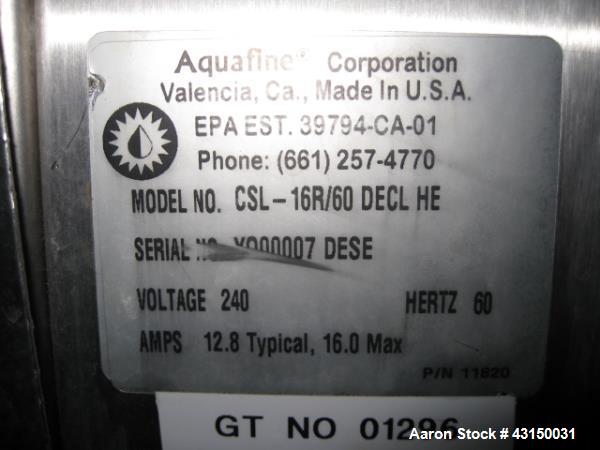 Aquafine® Corporation
Valencia, Ca., Made In U.S.A.
EPA EST. 39794-CA-01
Phone: (661) 257-4770
MODEL NO. CSL-16R/60 DECL HE
SERIAL DESE
VOLTAGE 240 HERTZ 60
AMPS 12.8 Typical, 16.0 Max
P/N 11820
GT NO 01296
Aaron Stock # 43150031